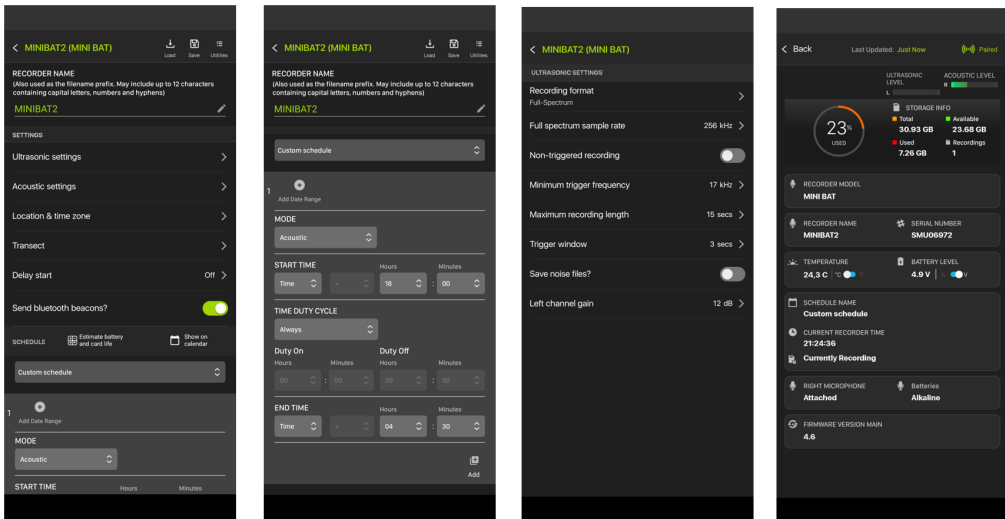 MINIBAT2 (MINI BAT)
Load Save Utilities
RECORDER NAME
(Also used as the filename prefix. May include up to 12 characters
containing capital letters, numbers and hyphens)
MINIBAT2
SETTINGS
Ultrasonic settings
Acoustic settings
Location & time zone
Transect
Delay start Off
Send bluetooth beacons?
SCHEDULE
Estimate battery
and card life
Show on
calendar
Custom schedule
1
Add Date Range
MODE
Acoustic
START TIME Hours Minutes
MINIBAT2 (MINI BAT)
Load Save Utilities
RECORDER NAME
(Also used as the filename prefix. May include up to 12 characters
containing capital letters, numbers and hyphens)
MINIBAT2
Custom schedule
1
Add Date Range
MODE
Acoustic
START TIME Hours Minutes
Time + 18 : 00
TIME DUTY CYCLE
Always
Duty On Duty Off
Hours Minutes Hours Minutes
00 : 00 00 : 00
END TIME Hours Minutes
Time + 04 : 30
Add
MINIBAT2 (MINI BAT)
ULTRASONIC SETTINGS
Recording format
Full-Spectrum
Full spectrum sample rate 256 kHz
Non-triggered recording
Minimum trigger frequency 17 kHz
Maximum recording length 15 secs
Trigger window 3 secs
Save noise files?
Left channel gain 12 dB
Back Last Updated: Just Now Paired
ULTRASONIC
LEVEL
L
ACOUSTIC LEVEL
R
23%
USED
STORAGE INFO
Total Available
30.93 GB 23.68 GB
Used Recordings
7.26 GB 1
RECORDER MODEL
MINI BAT
RECORDER NAME SERIAL NUMBER
MINIBAT2 SMU06972
TEMPERATURE BATTERY LEVEL
24,3 C °C °F 4.9 V % V
SCHEDULE NAME
Custom schedule
CURRENT RECORDER TIME
21:24:36
Currently Recording
RIGHT MICROPHONE Batteries
Attached Alkaline
FIRMWARE VERSION MAIN
4.6